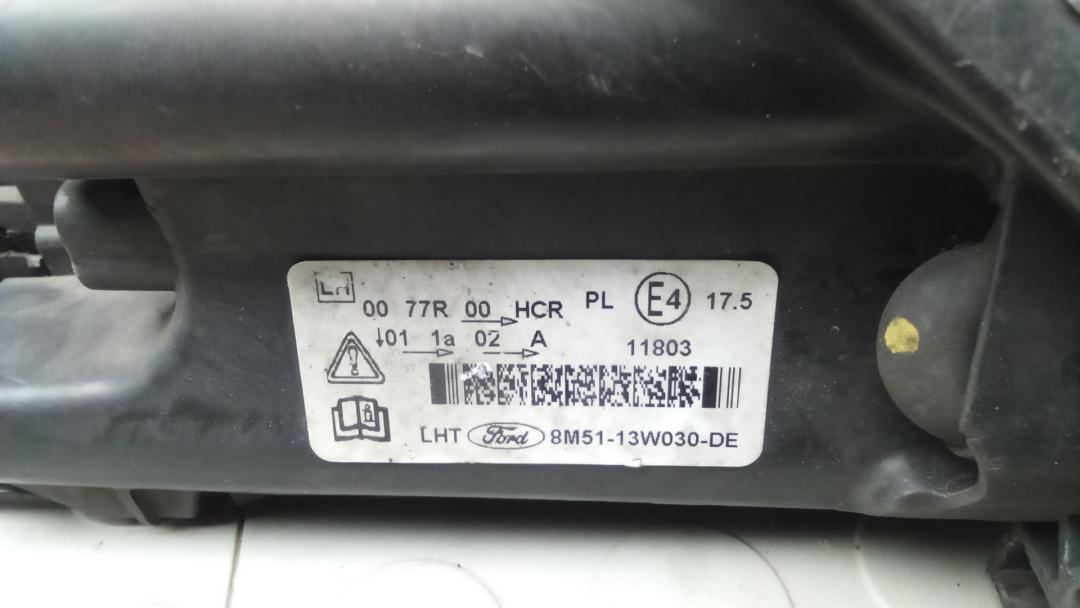 00 77R 00 HCR PL E4 17.5
01 1a 02 A 11803
LHT Ford 8M51-13W030-DE